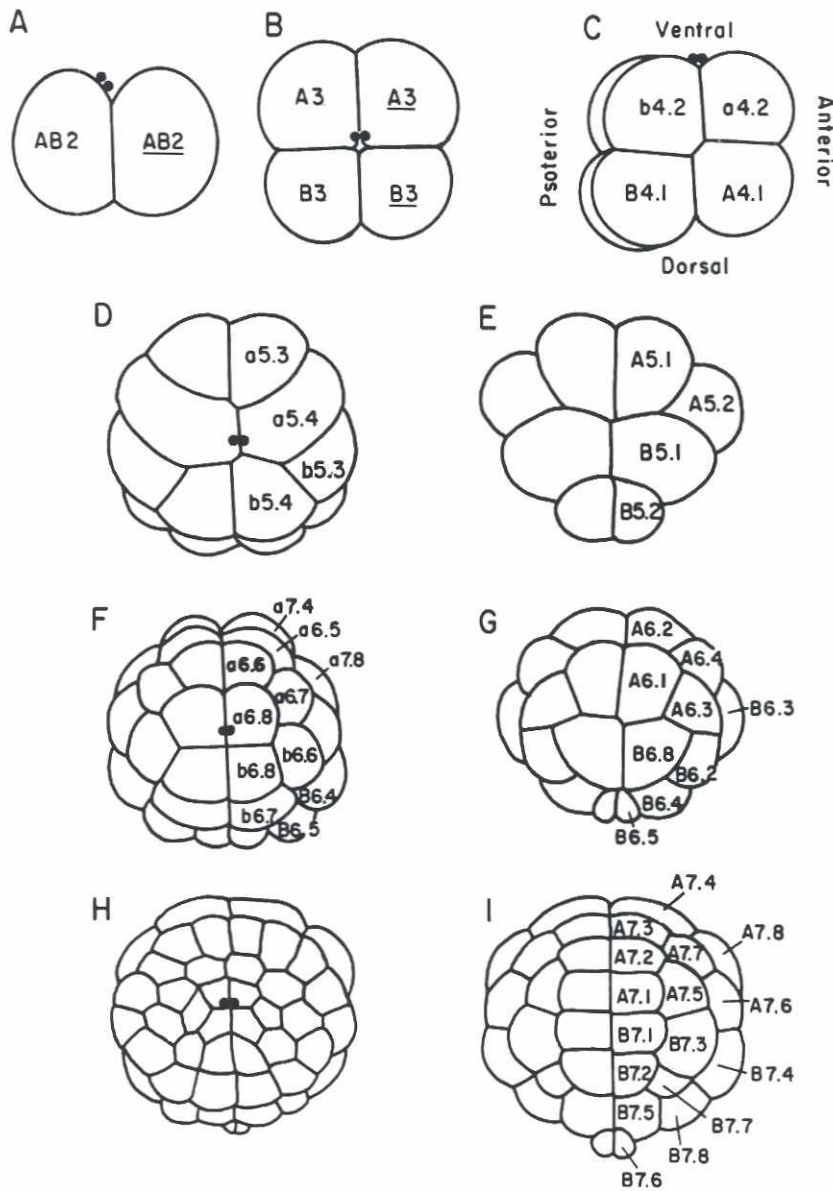 A
AB2 AB2
B
A3 A3
B3 B3
C
Ventral
b4.2 a4.2
Psoterior
Anterior
B4.1 A4.1
Dorsal
D
a5.3
a5.4
b5.3
b5.4
E
A5.1
A5.2
B5.1
B5.2
F
a7.4
a6.5
a6.6
a7.8
a6.7
a6.8
b6.6
b6.8
B6.4
b6.7
B6.5
G
A6.2
A6.4
A6.1
A6.3
B6.3
B6.8
B6.2
B6.4
B6.5
H
I
A7.4
A7.3
A7.8
A7.7
A7.2
A7.5
A7.1
A7.6
B7.1
B7.3
B7.2
B7.4
B7.5
B7.7
B7.8
B7.6